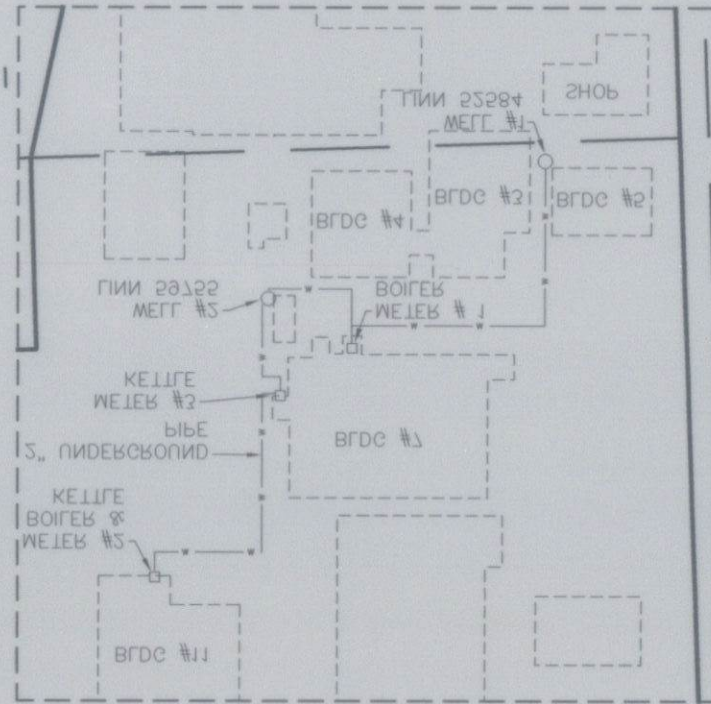 BLDG #11
METER #2
BOILER &
KETTLE
2" UNDERGROUND
PIPE
BLDG #7
METER #3
KETTLE
METER # 1
BOILER
WELL #2
LINN 59755
BLDG #4
BLDG #3
BLDG #5
WELL #1
LINN 52584
SHOP